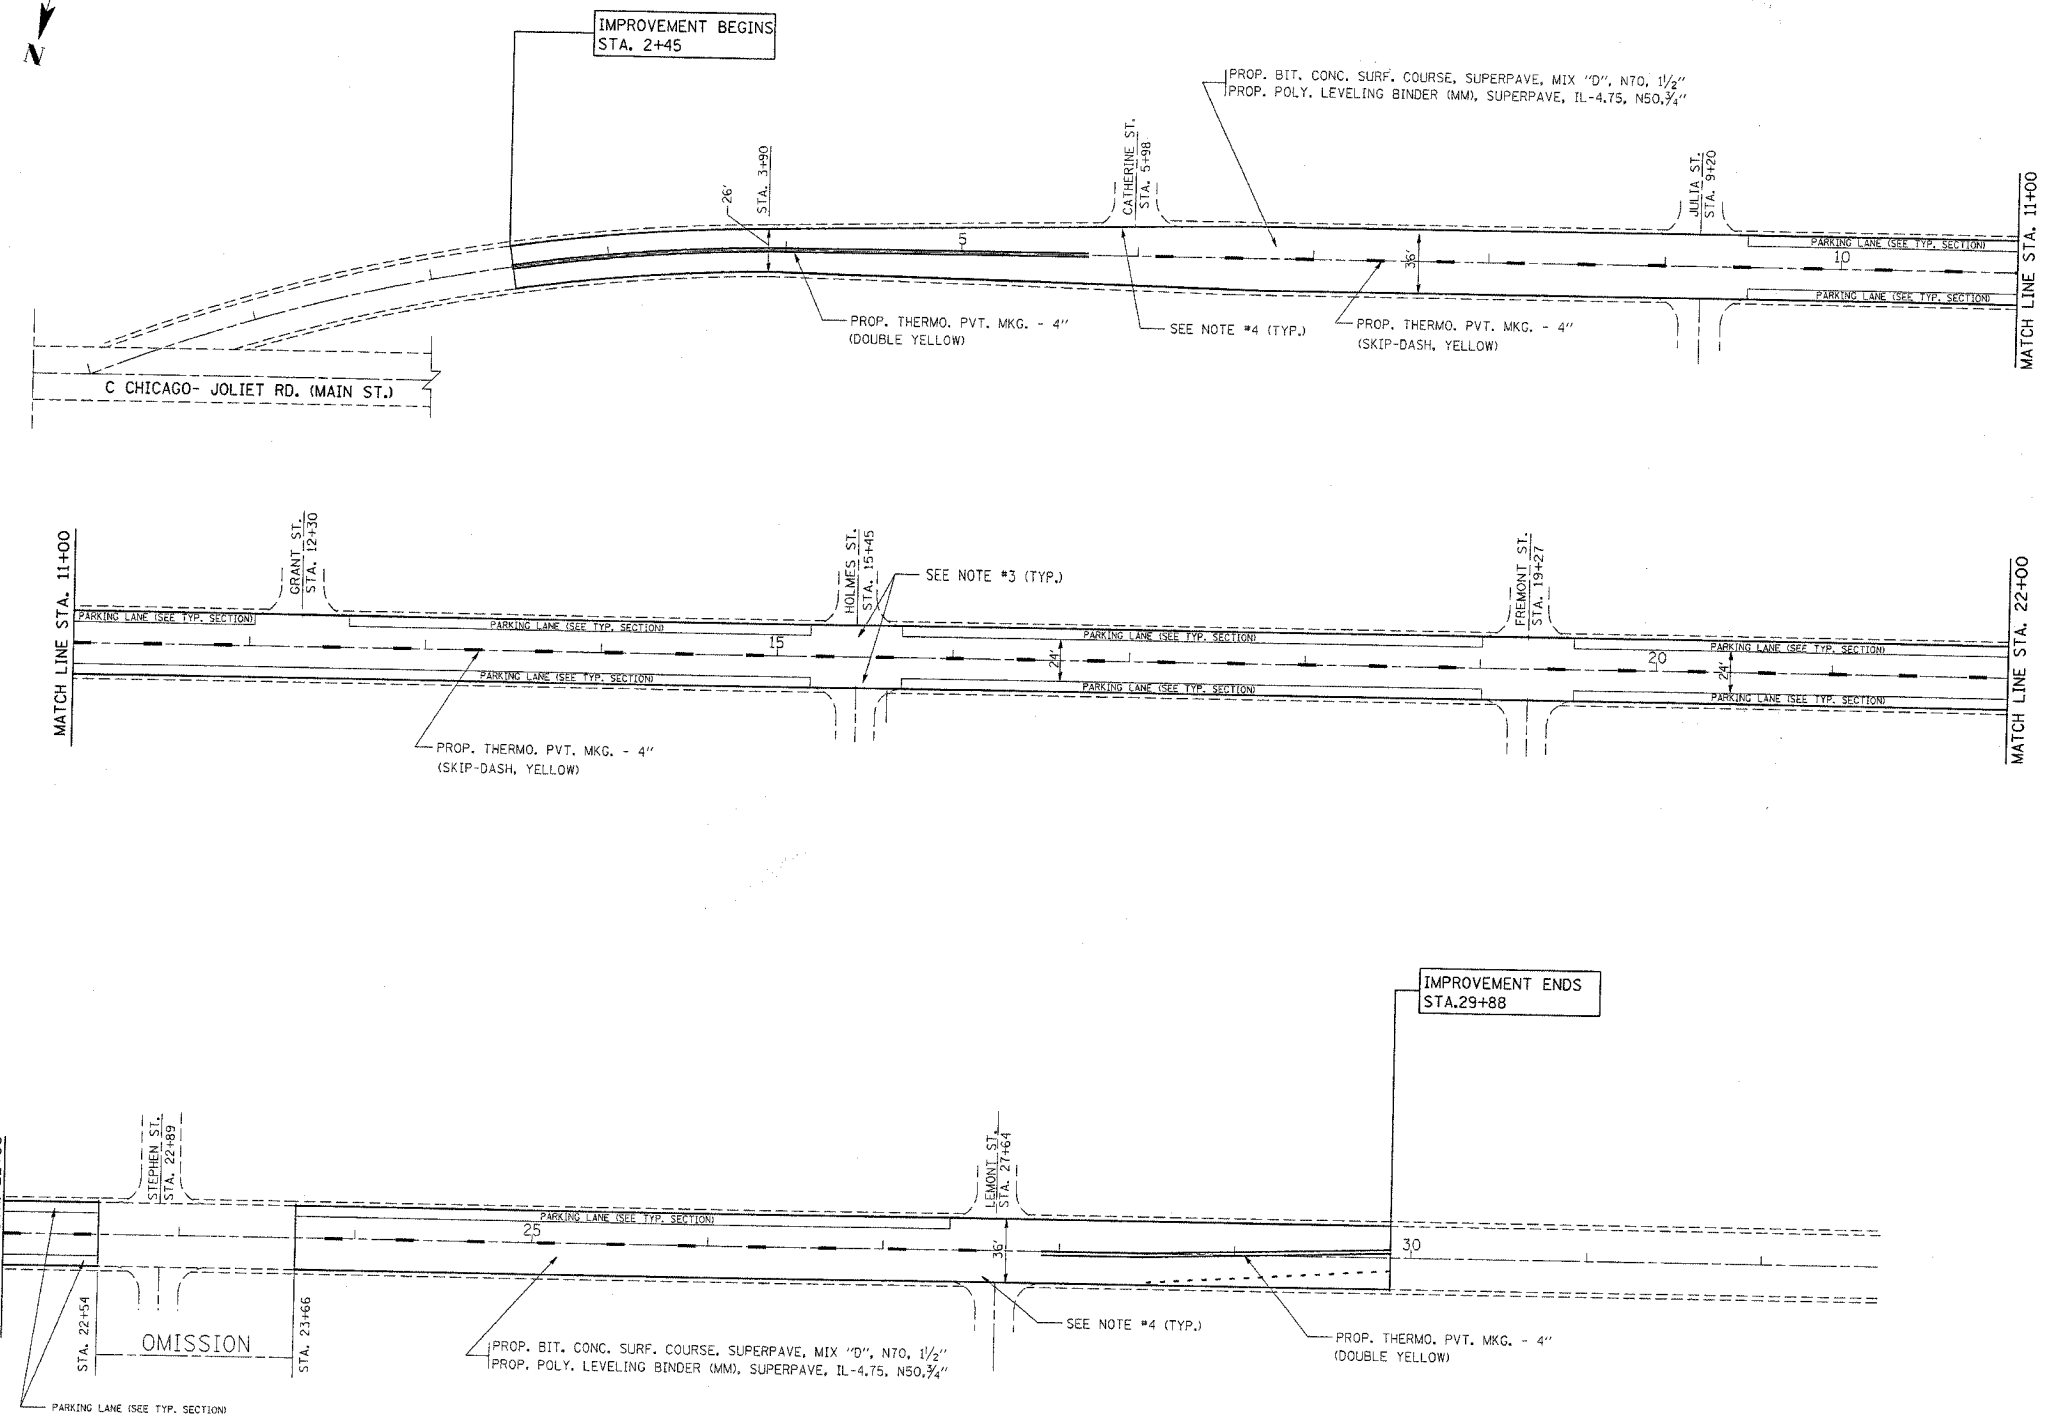 N
IMPROVEMENT BEGINS
STA. 2+45
PROP. BIT. CONC. SURF. COURSE, SUPERPAVE, MIX "D", N70, 1½"
PROP. POLY. LEVELING BINDER (MM), SUPERPAVE, IL-4.75, N50,¾"
26'
STA. 3+90
CATHERINE ST.
STA. 5+98
JULIA ST.
STA. 9+20
MATCH LINE STA. 11+00
5
36'
10
PARKING LANE (SEE TYP. SECTION)
PARKING LANE (SEE TYP. SECTION)
PROP. THERMO. PVT. MKG. - 4"
(DOUBLE YELLOW)
SEE NOTE #4 (TYP.)
PROP. THERMO. PVT. MKG. - 4"
(SKIP-DASH, YELLOW)
C CHICAGO- JOLIET RD. (MAIN ST.)
MATCH LINE STA. 11+00
GRANT ST.
STA. 12+30
HOLMES ST.
STA. 15+45
SEE NOTE #3 (TYP.)
FREMONT ST.
STA. 19+27
MATCH LINE STA. 22+00
PARKING LANE (SEE TYP. SECTION)
PARKING LANE (SEE TYP. SECTION)
PARKING LANE (SEE TYP. SECTION)
PARKING LANE (SEE TYP. SECTION)
15
24'
20
24'
PARKING LANE (SEE TYP. SECTION)
PARKING LANE (SEE TYP. SECTION)
PARKING LANE (SEE TYP. SECTION)
PROP. THERMO. PVT. MKG. - 4"
(SKIP-DASH, YELLOW)
IMPROVEMENT ENDS
STA.29+88
STEPHEN ST.
STA. 22+89
LEMONT ST.
STA. 27+64
PARKING LANE (SEE TYP. SECTION)
25
36'
30
STA. 22+54
OMISSION
STA. 23+66
PROP. BIT. CONC. SURF. COURSE, SUPERPAVE, MIX "D", N70, 1½"
PROP. POLY. LEVELING BINDER (MM), SUPERPAVE, IL-4.75, N50,¾"
SEE NOTE #4 (TYP.)
PROP. THERMO. PVT. MKG. - 4"
(DOUBLE YELLOW)
PARKING LANE (SEE TYP. SECTION)